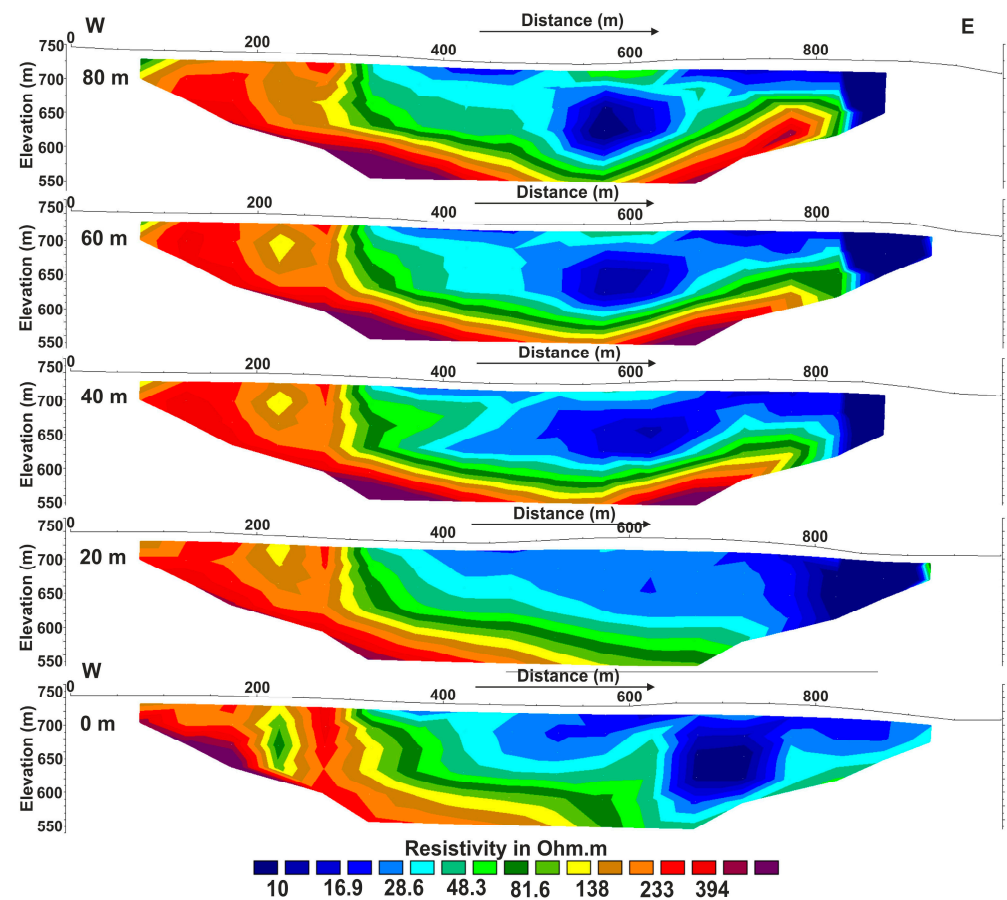 W Distance (m) E
0 200 400 600 800
Elevation (m)
750
700
650
600
550
80 m
Distance (m)
0 200 400 600 800
Elevation (m)
750
700
650
600
550
60 m
Distance (m)
0 200 400 600 800
Elevation (m)
750
700
650
600
550
40 m
Distance (m)
0 200 400 600 800
Elevation (m)
750
700
650
600
550
20 m
W Distance (m)
0 200 400 600 800
Elevation (m)
750
700
650
600
550
0 m
Resistivity in Ohm.m
10 16.9 28.6 48.3 81.6 138 233 394